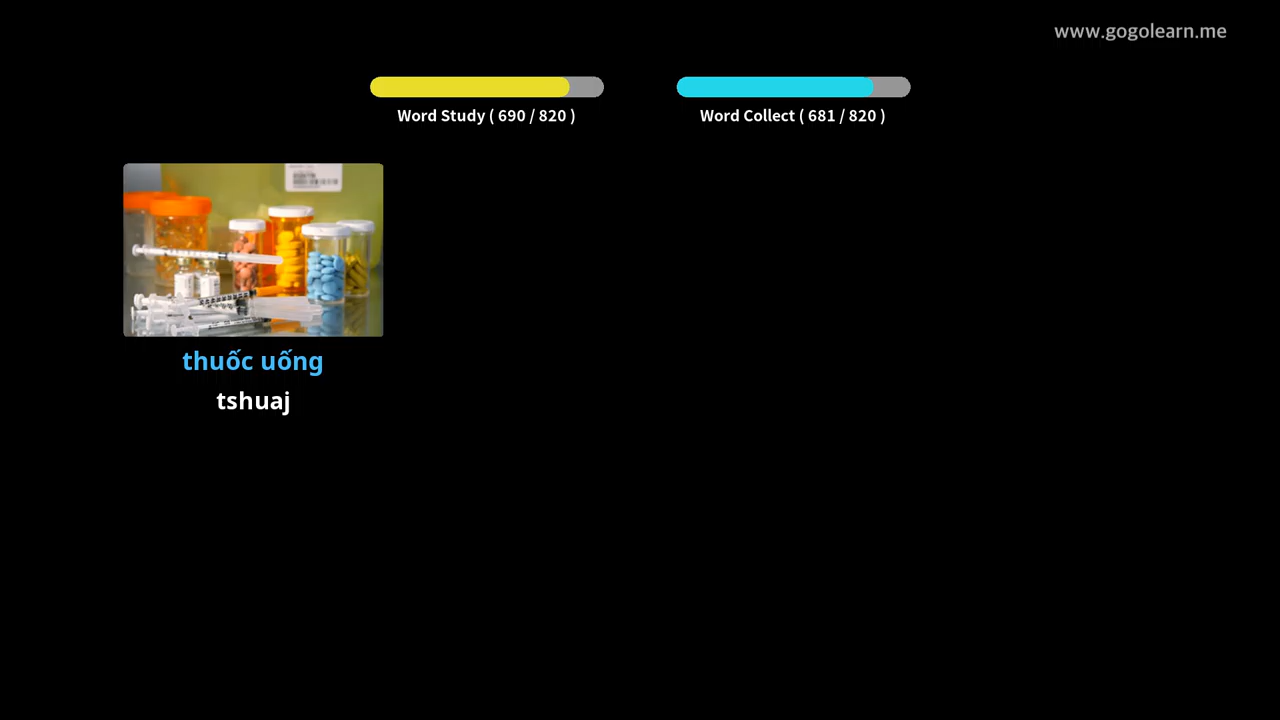 www.gogolearn.me
Word Study ( 690 / 820 )
Word Collect ( 681 / 820 )
thuốc uống
tshuaj